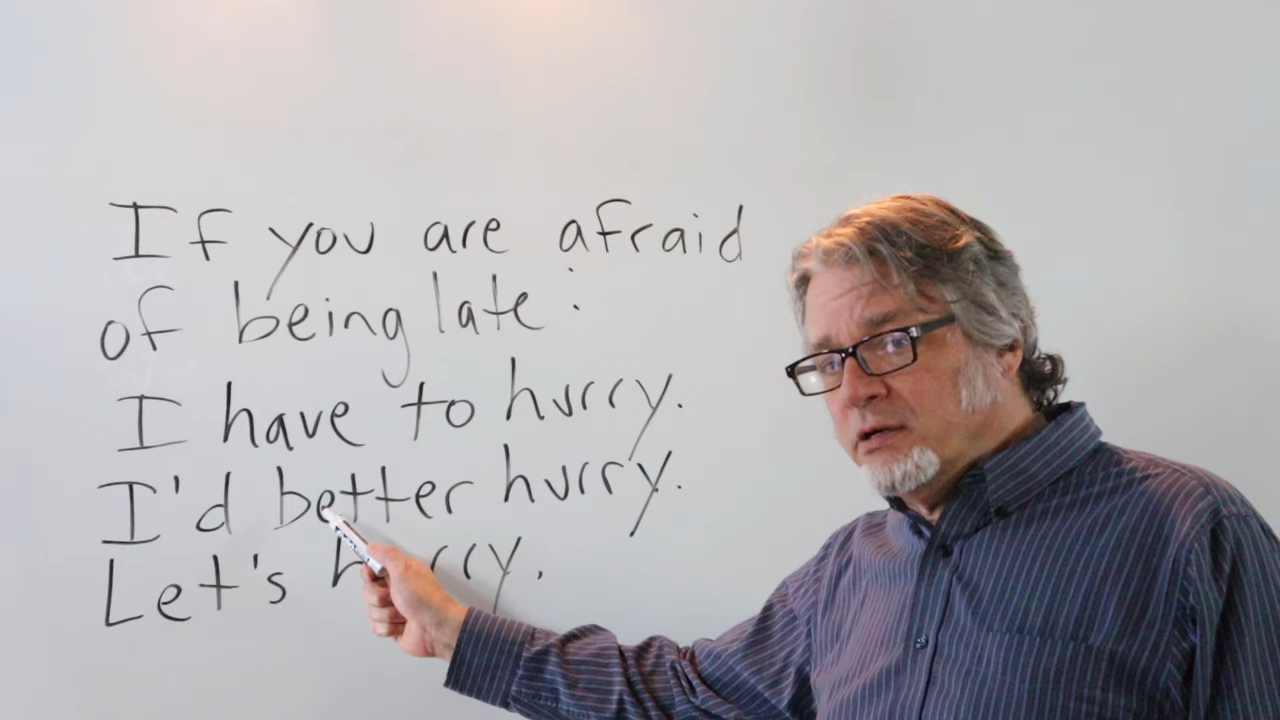 If you are afraid
of being late:
I have to hurry.
I'd better hurry.
Let's